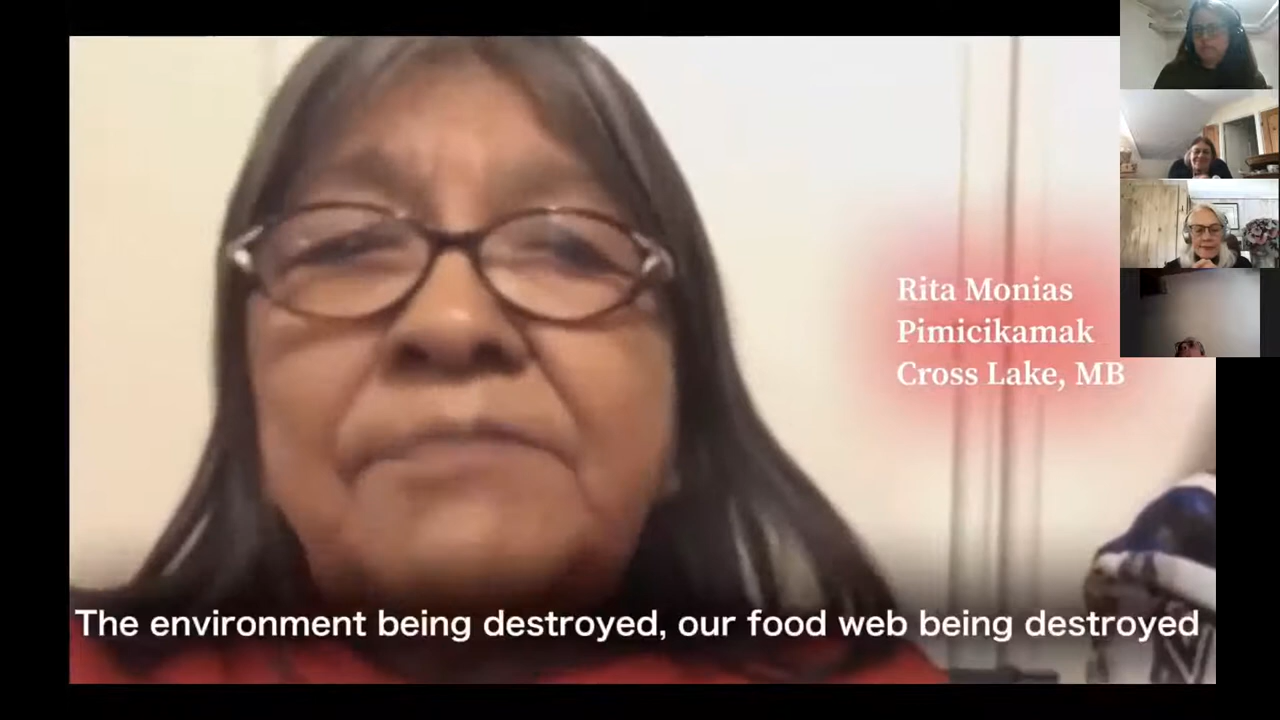 Rita Monias
Pimicikamak
Cross Lake, MB
The environment being destroyed, our food web being destroyed